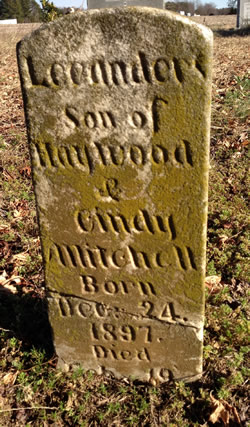 Leeander
Son of
Haywood
&
Cindy
Mitchell
Born
Dec. 24.
1897.
Died